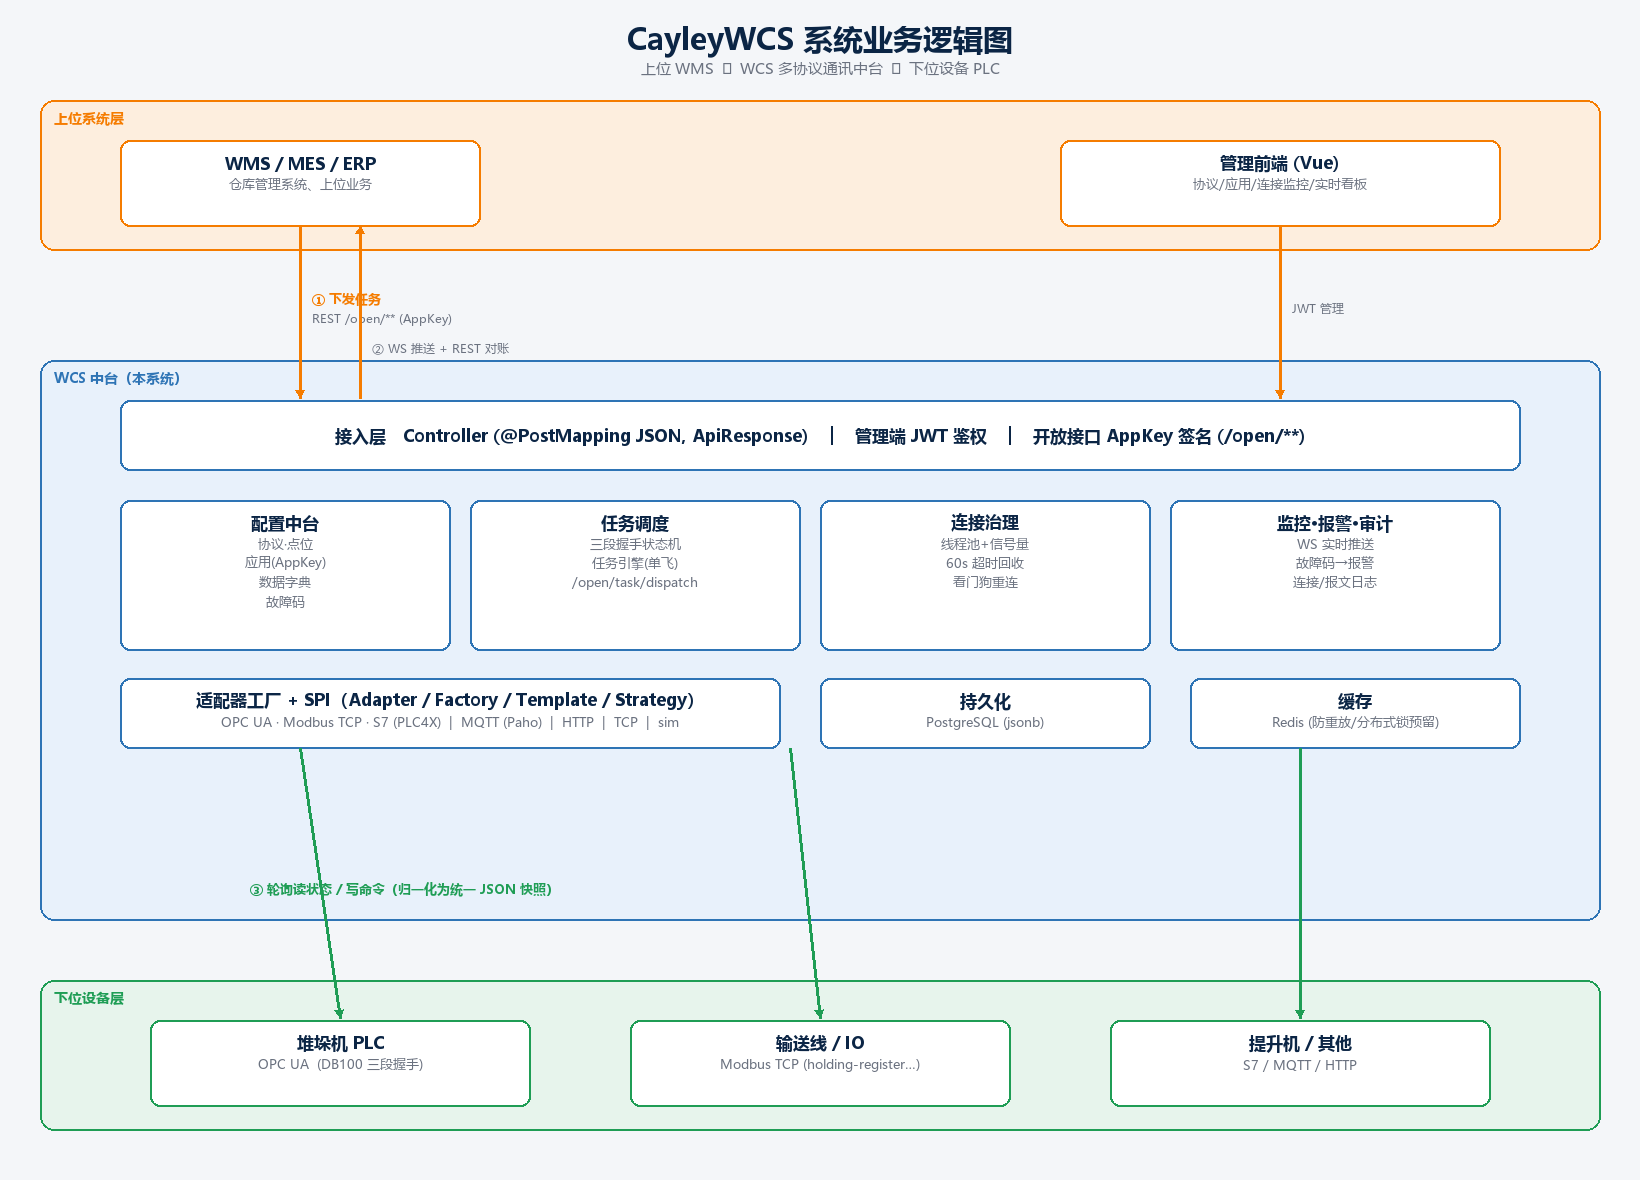 CayleyWCS 系统业务逻辑图
上位 WMS  WCS 多协议通讯中台  下位设备 PLC
上位系统层
WMS / MES / ERP
仓库管理系统、上位业务
管理前端 (Vue)
协议/应用/连接监控/实时看板
① 下发任务
REST /open/** (AppKey)
② WS 推送 + REST 对账
JWT 管理
WCS 中台（本系统）
接入层 Controller (@PostMapping JSON, ApiResponse) | 管理端 JWT 鉴权 | 开放接口 AppKey 签名 (/open/**)
配置中台
协议·点位
应用(AppKey)
数据字典
故障码
任务调度
三段握手状态机
任务引擎(单飞)
/open/task/dispatch
连接治理
线程池+信号量
60s 超时回收
看门狗重连
监控•报警•审计
WS 实时推送
故障码→报警
连接/报文日志
适配器工厂 + SPI（Adapter / Factory / Template / Strategy）
OPC UA · Modbus TCP · S7 (PLC4X) | MQTT (Paho) | HTTP | TCP | sim
持久化
PostgreSQL (jsonb)
缓存
Redis (防重放/分布式锁预留)
③ 轮询读状态 / 写命令（归一化为统一 JSON 快照）
下位设备层
堆垛机 PLC
OPC UA（DB100 三段握手）
输送线 / IO
Modbus TCP (holding-register...)
提升机 / 其他
S7 / MQTT / HTTP